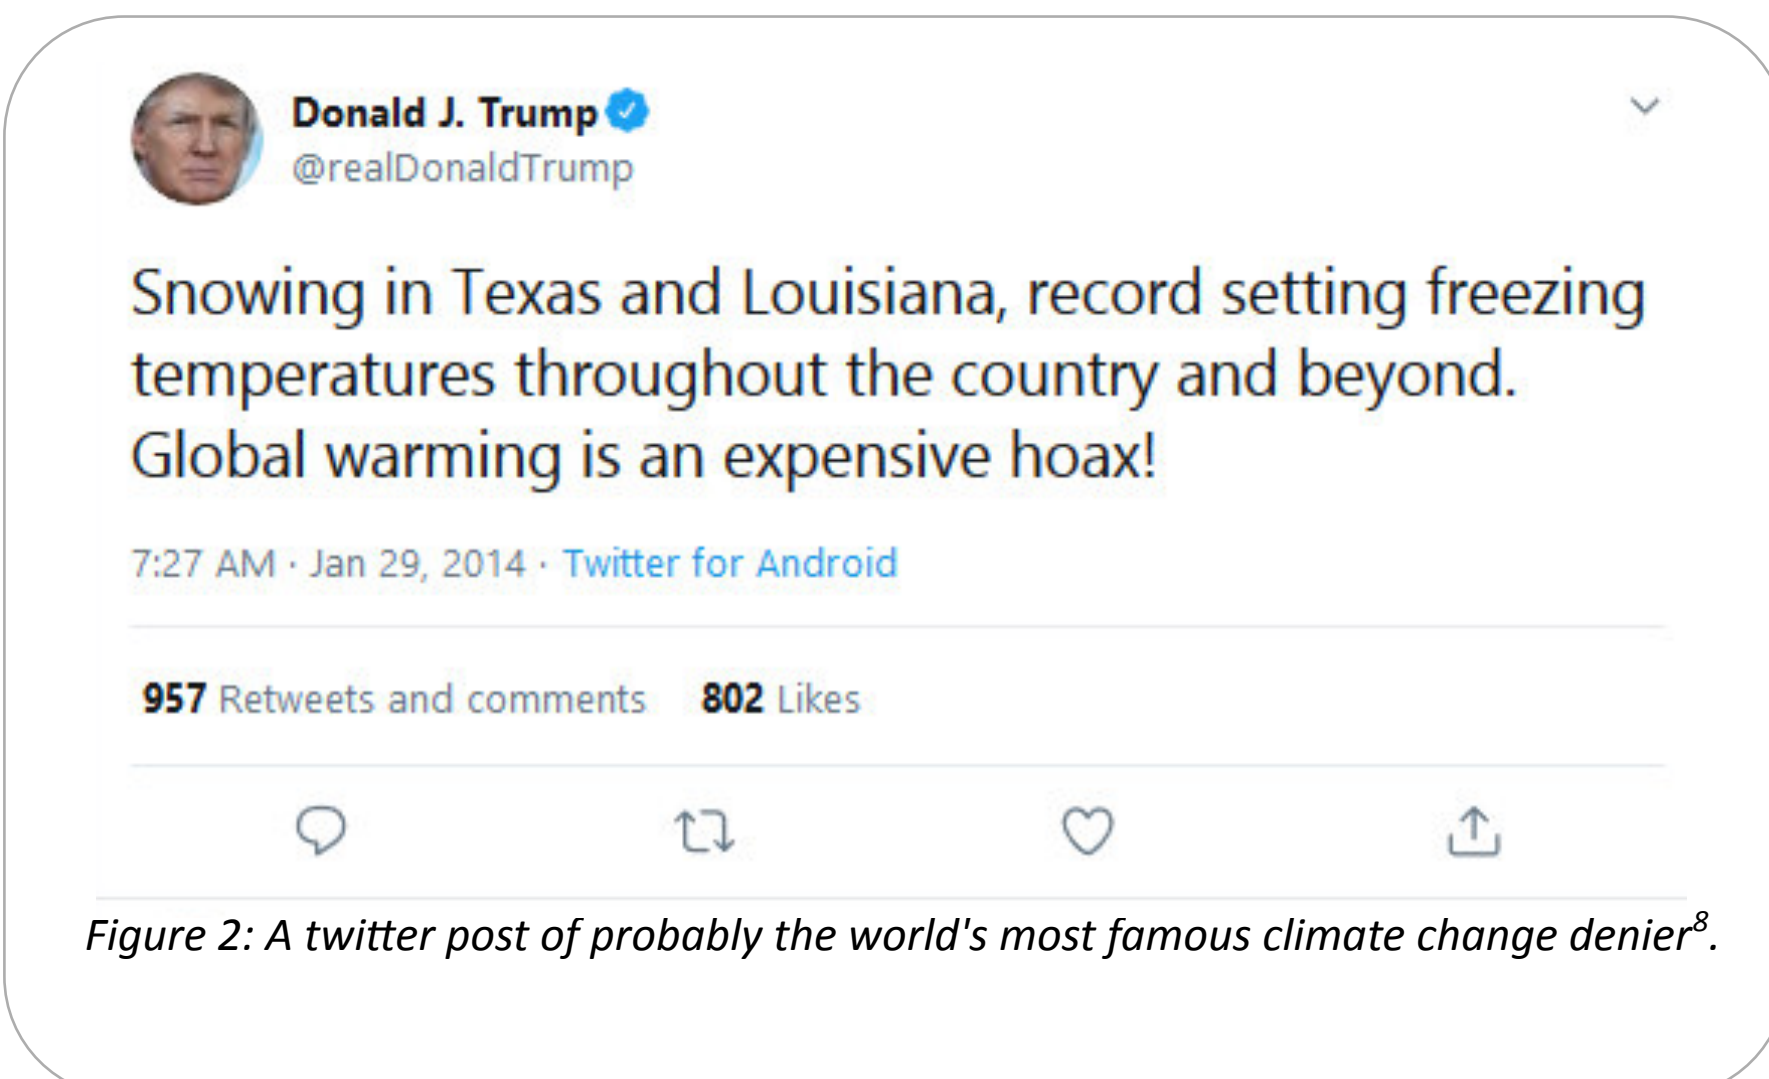 Donald J. Trump
@realDonaldTrump
Snowing in Texas and Louisiana, record setting freezing
temperatures throughout the country and beyond.
Global warming is an expensive hoax!
7:27 AM · Jan 29, 2014 · Twitter for Android
957 Retweets and comments 802 Likes
Figure 2: A twitter post of probably the world's most famous climate change denier⁸.